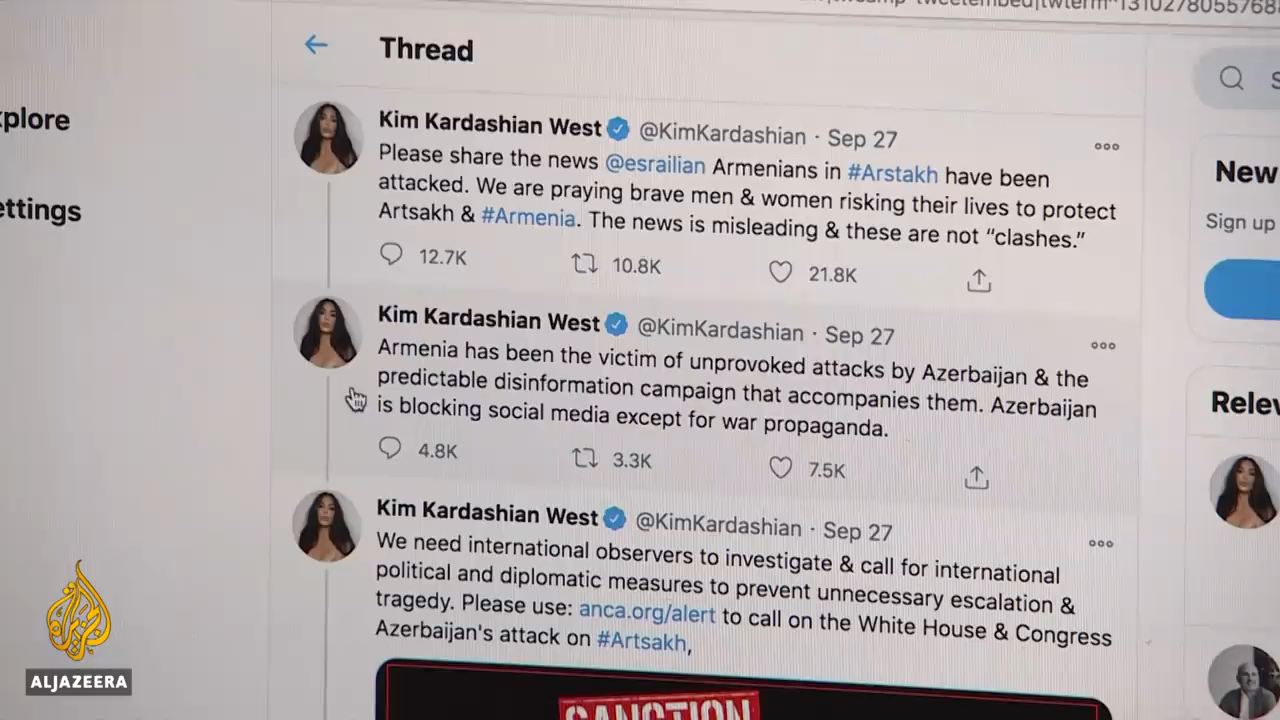 Thread
xplore
ettings
Kim Kardashian West @KimKardashian · Sep 27
Please share the news @esrailian Armenians in #Arstakh have been
attacked. We are praying brave men & women risking their lives to protect
Artsakh & #Armenia. The news is misleading & these are not “clashes.”
12.7K 10.8K 21.8K
Kim Kardashian West @KimKardashian · Sep 27
Armenia has been the victim of unprovoked attacks by Azerbaijan & the
predictable disinformation campaign that accompanies them. Azerbaijan
is blocking social media except for war propaganda.
4.8K 3.3K 7.5K
Kim Kardashian West @KimKardashian · Sep 27
We need international observers to investigate & call for international
political and diplomatic measures to prevent unnecessary escalation &
tragedy. Please use: anca.org/alert to call on the White House & Congress
Azerbaijan's attack on #Artsakh,
SANCTION
New
Sign up
Relev
ALJAZEERA